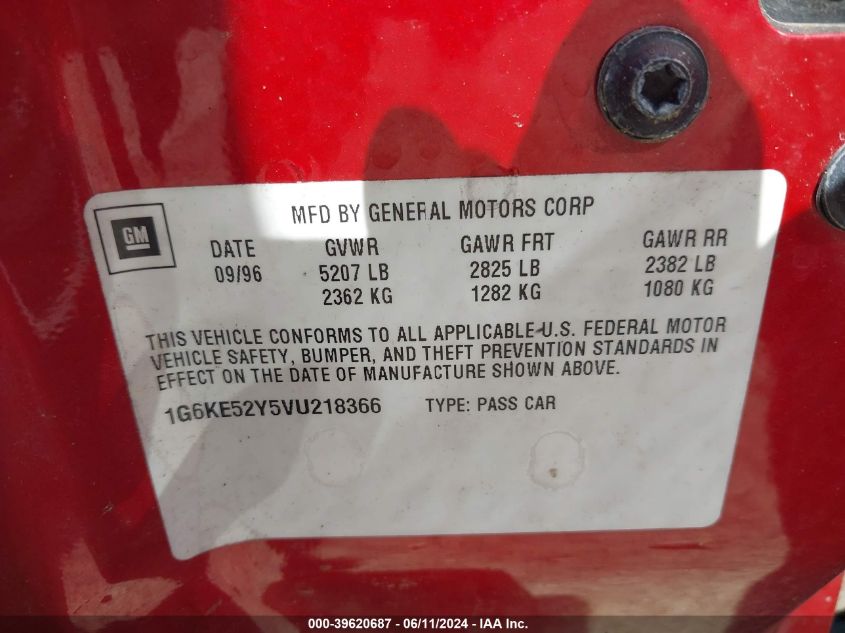 MFD BY GENERAL MOTORS CORP
GM
DATE GVWR GAWR FRT GAWR RR
09/96 5207 LB 2825 LB 2382 LB
2362 KG 1282 KG 1080 KG
THIS VEHICLE CONFORMS TO ALL APPLICABLE U.S. FEDERAL MOTOR
VEHICLE SAFETY, BUMPER, AND THEFT PREVENTION STANDARDS IN
EFFECT ON THE DATE OF MANUFACTURE SHOWN ABOVE.
1G6KE52Y5VU218366 TYPE: PASS CAR
000-39620687 - 06/11/2024 - IAA Inc.